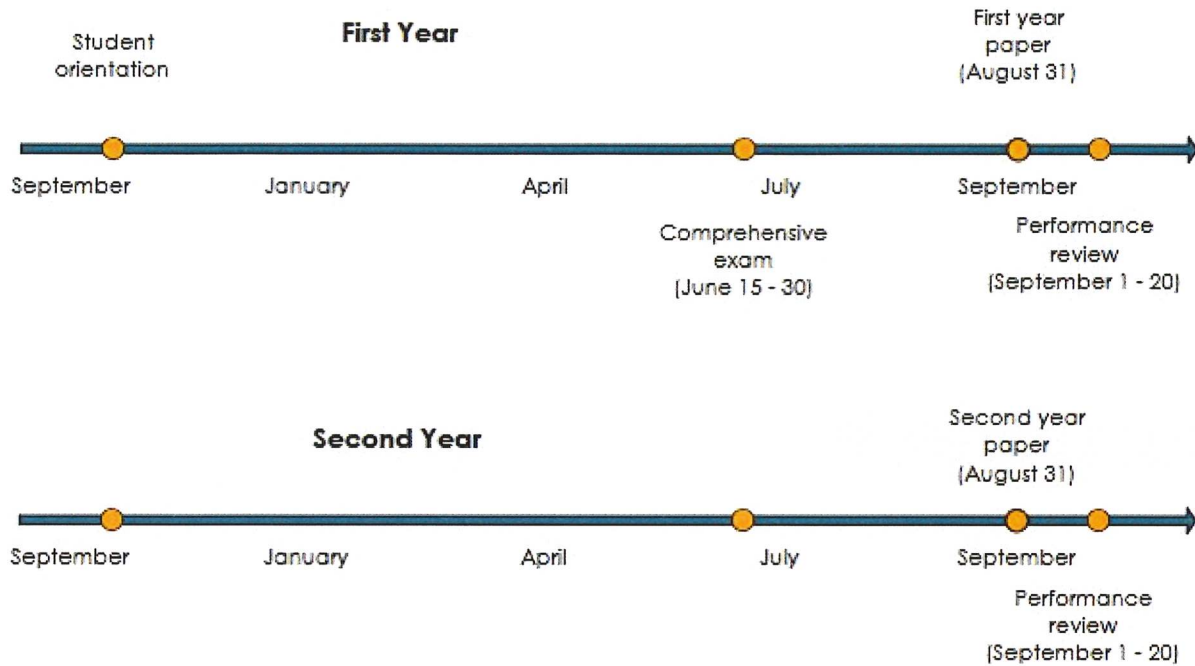 First Year
Student
orientation
First year
paper
(August 31)
September
January
April
July
September
Comprehensive
exam
(June 15 - 30)
Performance
review
(September 1 - 20)
Second Year
Second year
paper
(August 31)
September
January
April
July
September
Performance
review
(September 1 - 20)